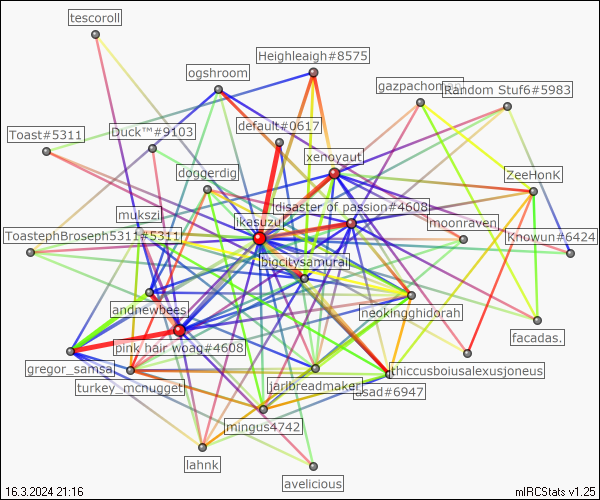 tescoroll
Heighleaigh#8575
ogshroom
Random Stuf6#5983
default#0617
Duck™#9103
Toast#5311
xenoyaut
doggerdig
ZeeHonK
disaster of passion#4608
mukszi
ikasuzu
moonraven
ToastephBroseph5311#5311
Knowun#6424
bigcitysamurai
andnewbees
neokingghidorah
facadas.
pink hair woag#4608
gregor_samsa
thiccusboiusalexusjoneus
turkey_mcnugget
jarlbreadmaker
asad#6947
mingus4742
lahnk
avelicious
16.3.2024 21:16
mIRCStats v1.25